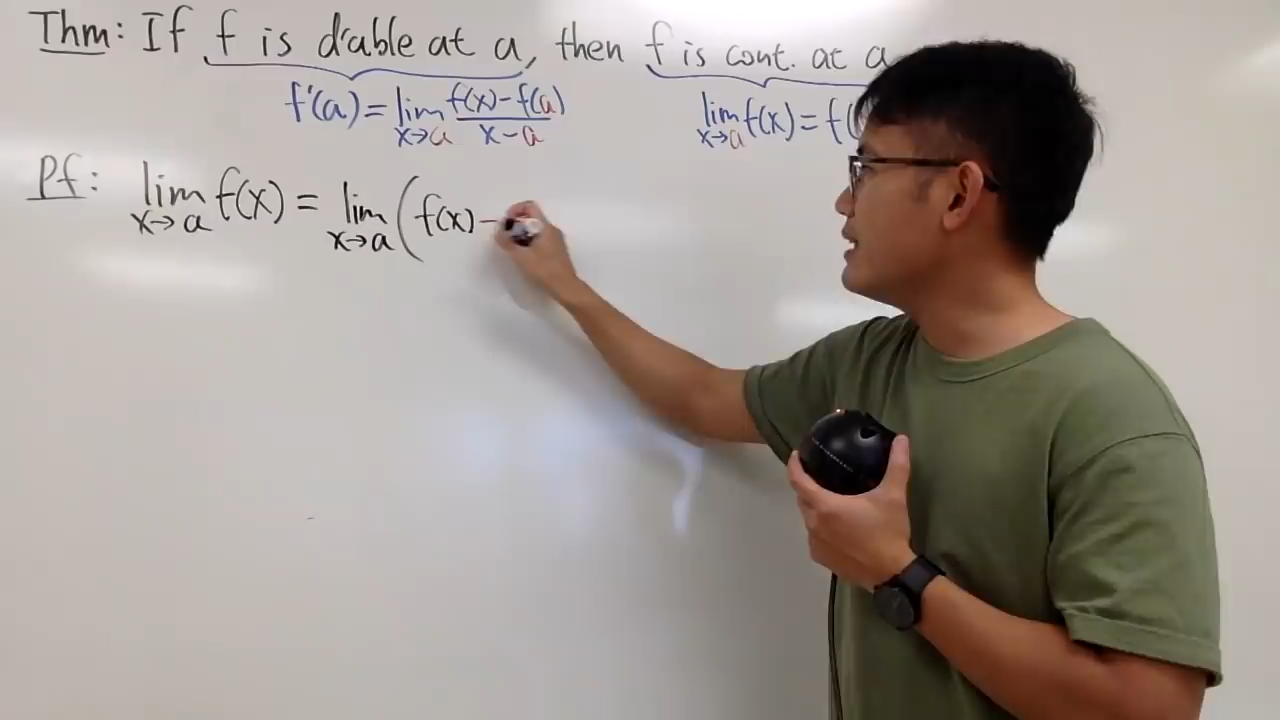 Thm: If f is d'able at a, then f is cont. at a
f'(a) = lim x→a f(x)-f(a) / x-a lim x→a f(x) = f(
Pf: lim x→a f(x) = lim x→a ( f(x) -